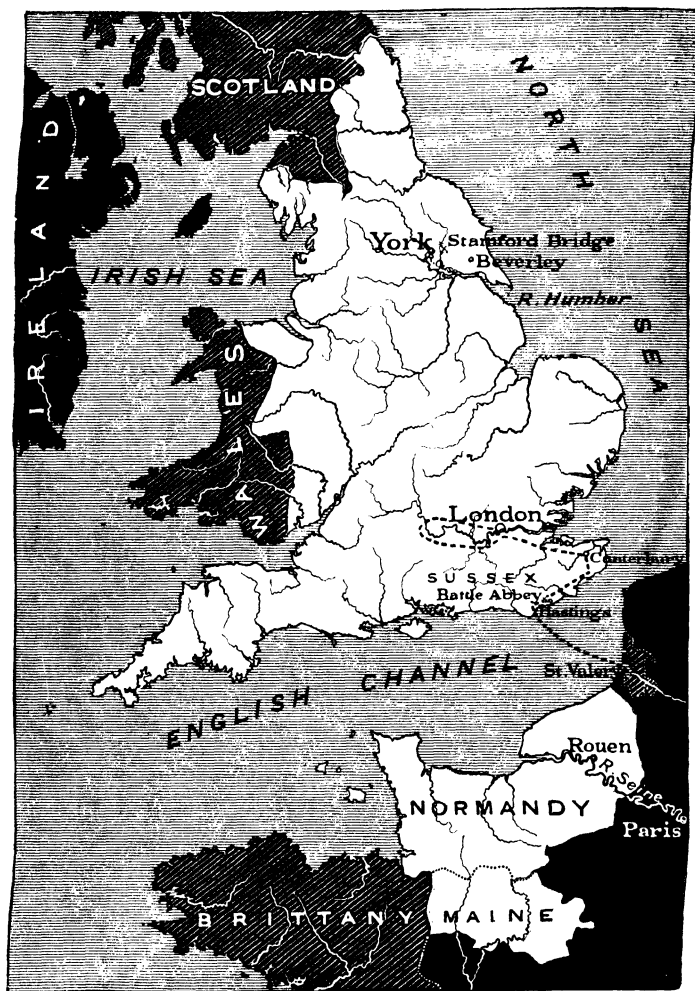 NORTH SEA
SCOTLAND
IRELAND
York
Stamford Bridge
Beverley
IRISH SEA
R. Humber
WALES
London
Canterbury
SUSSEX
Battle Abbey
Hastings
St. Valery
ENGLISH CHANNEL
Rouen
R. Seine
NORMANDY
Paris
BRITTANY
MAINE